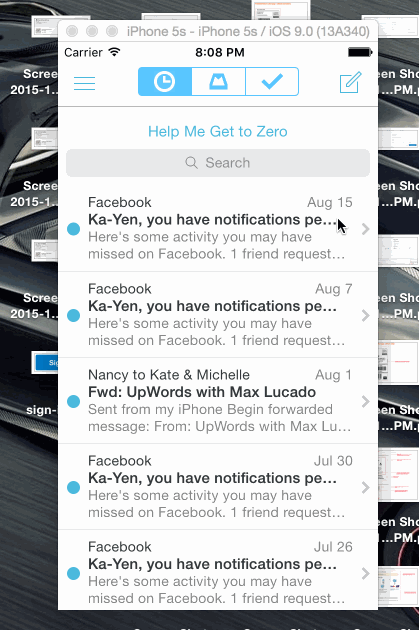 iPhone 5s - iPhone 5s / iOS 9.0 (13A340)
Carrier 8:08 PM
Help Me Get to Zero
Search
Facebook Aug 15
Ka-Yen, you have notifications pe...
Here's some activity you may have
missed on Facebook. 1 friend request...
Facebook Aug 7
Ka-Yen, you have notifications pe...
Here's some activity you may have
missed on Facebook. 1 friend request...
Nancy to Kate & Michelle Aug 1
Fwd: UpWords with Max Lucado
Sent from my iPhone Begin forwarded
message: From: UpWords with Max Lu...
Facebook Jul 30
Ka-Yen, you have notifications pe...
Here's some activity you may have
missed on Facebook. 1 friend request...
Facebook Jul 26
Ka-Yen, you have notifications pe...
Here's some activity you may have
missed on Facebook. 1 friend request...
Scree
2015-1...
Scree
2015-1...
Scree
2015-1...
Sig
sign-
een Sho
...PM.p
een Sho
...PM.p
een Sho
...PM.p
een Sho
...PM.p
een Sho
...PM.p